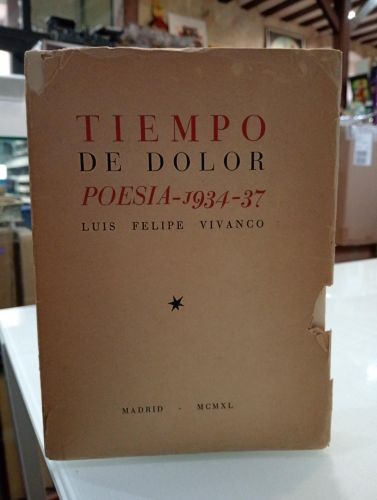 TIEMPO
DE DOLOR
POESIA-1934-37
LUIS FELIPE VIVANCO
MADRID - MCMXL